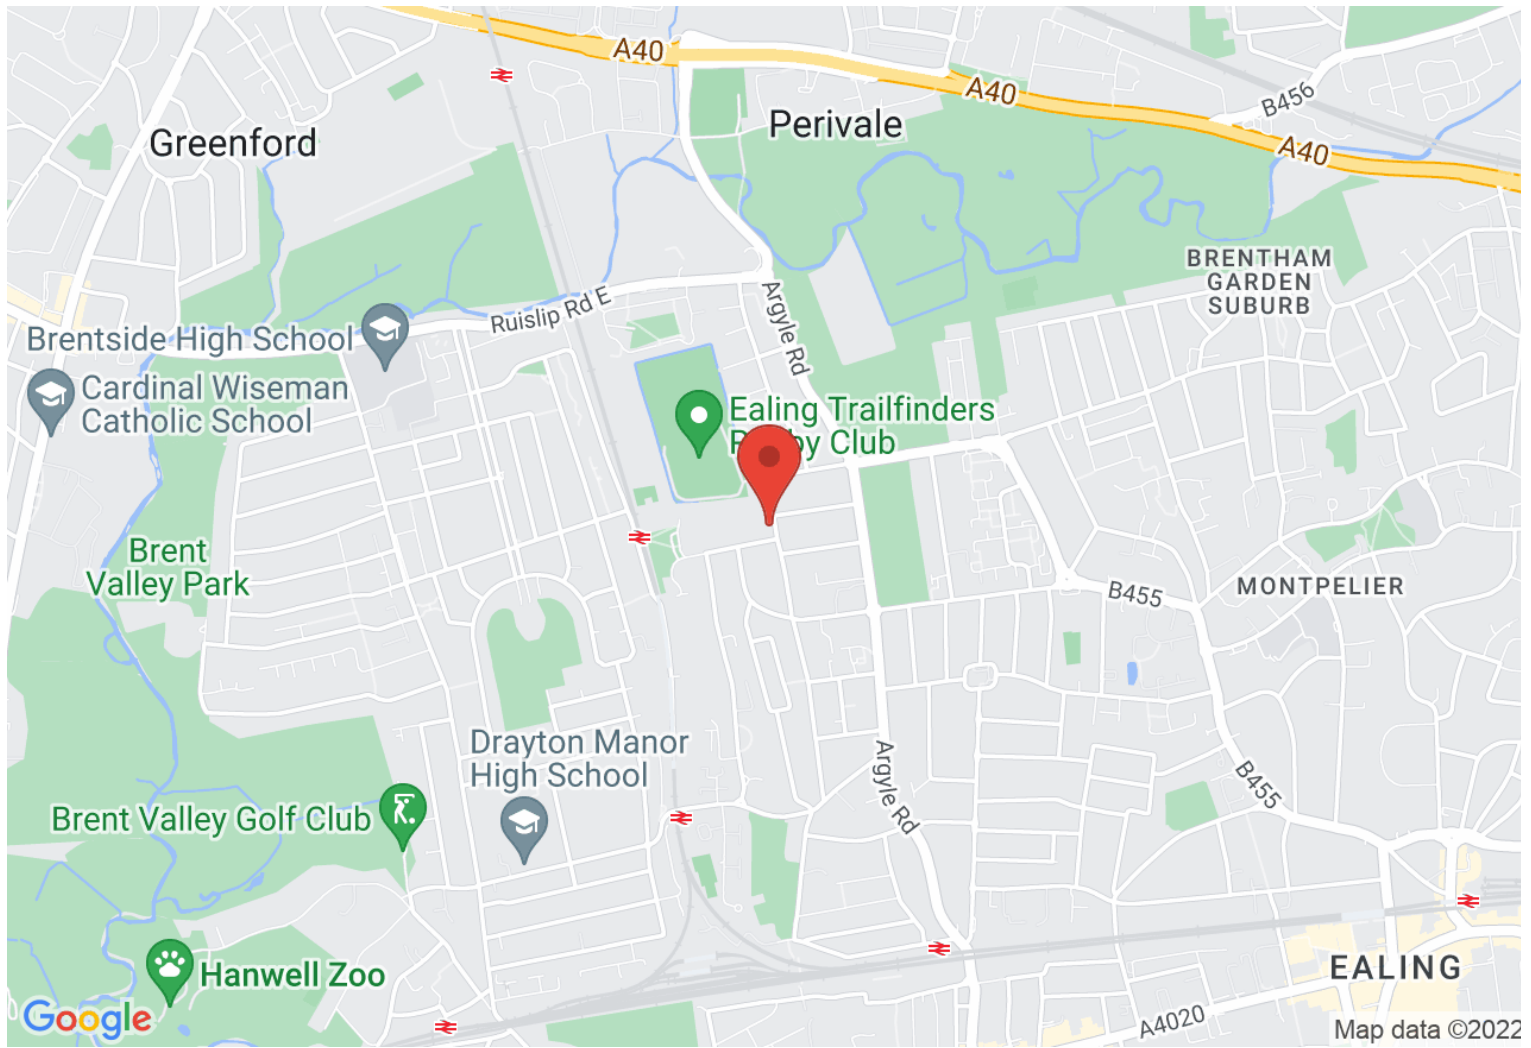 A40
A40
B456
A40
Greenford
Perivale
BRENTHAM
GARDEN
SUBURB
Argyle Rd
Ruislip Rd E
Brentside High School
Cardinal Wiseman
Catholic School
Ealing Trailfinders
Club
Brent
Valley Park
B455
MONTPELIER
Drayton Manor
High School
Argyle Rd
B455
Brent Valley Golf Club
Hanwell Zoo
EALING
A4020
Google
Map data ©2022